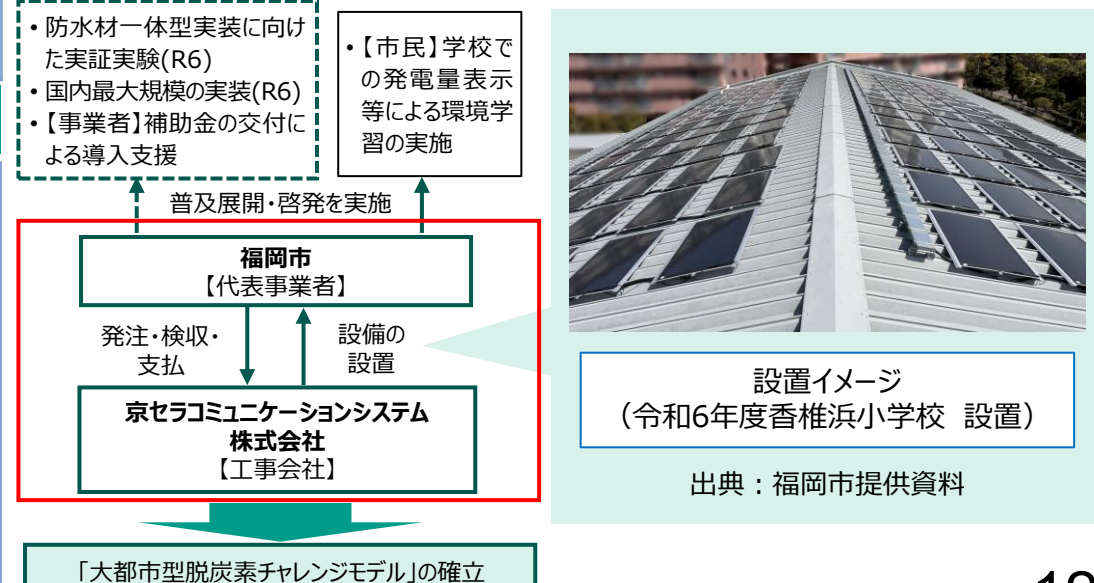 ・防水材一体型実装に向け
た実証実験(R6)
・国内最大規模の実装(R6)
・【事業者】補助金の交付に
よる導入支援
・【市民】学校で
の発電量表示
等による環境学
習の実施
普及展開・啓発を実施
福岡市
【代表事業者】
発注・検収・
支払
設備の
設置
京セラコミュニケーションシステム
株式会社
【工事会社】
「大都市型脱炭素チャレンジモデル」の確立
設置イメージ
（令和6年度香椎浜小学校 設置）
出典：福岡市提供資料